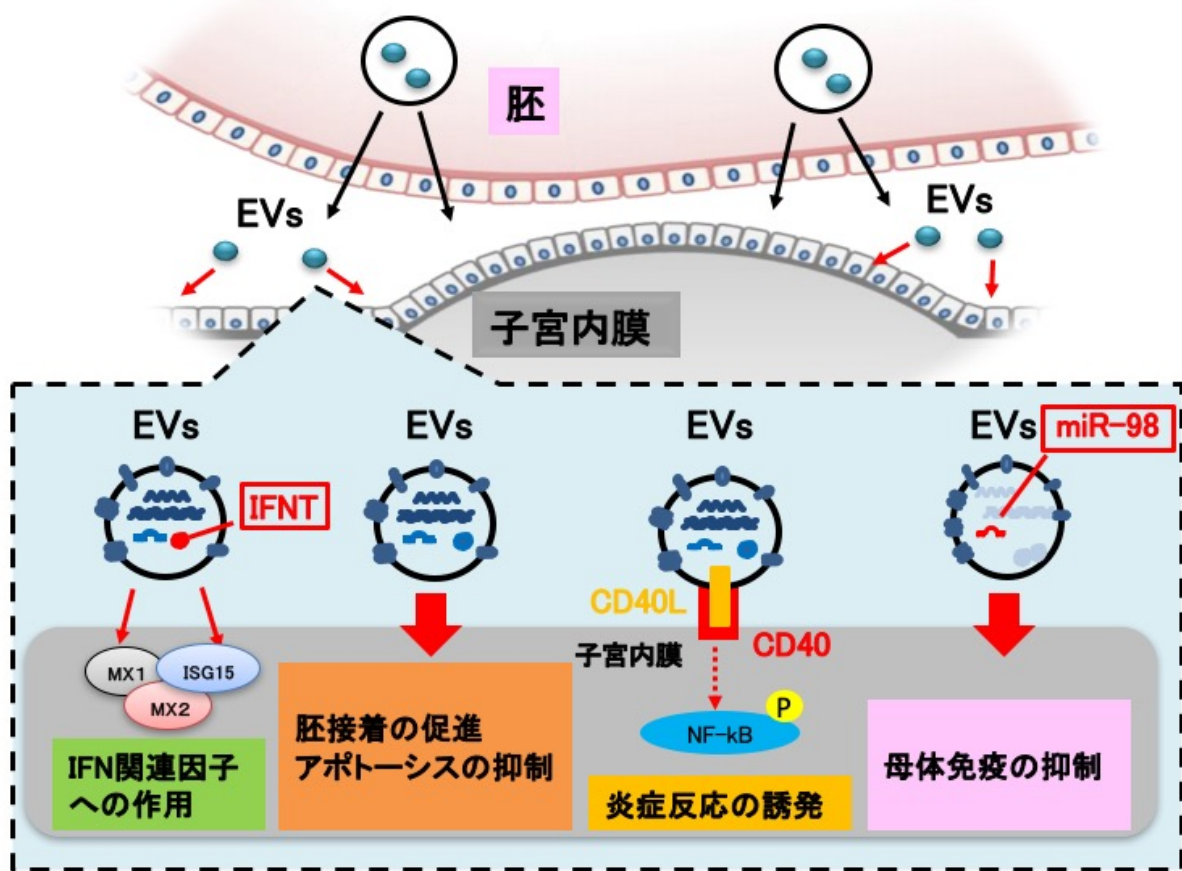 胚
EVs
EVs
子宮内膜
EVs
EVs
EVs
EVs
miR-98
IFNT
CD40L
CD40
子宮内膜
MX1
ISG15
MX2
P
NF-kB
IFN関連因子
への作用
胚接着の促進
アポトーシスの抑制
炎症反応の誘発
母体免疫の抑制